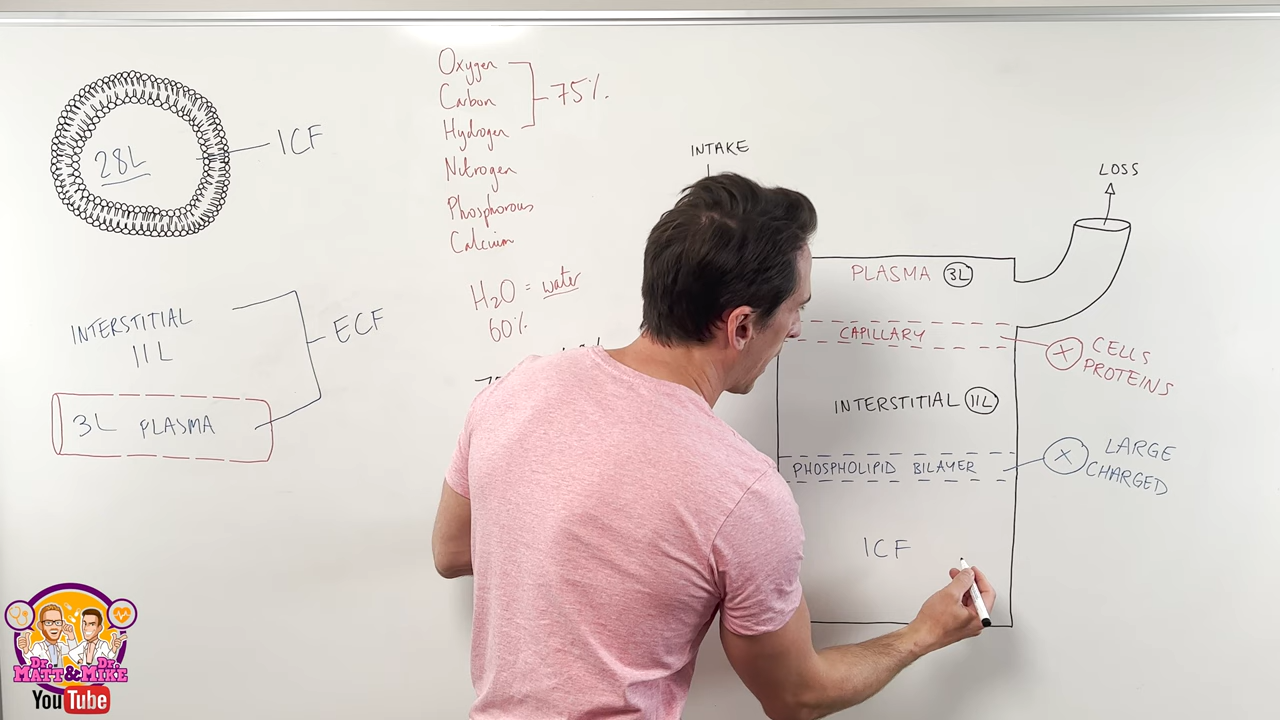 28L
ICF
INTERSTITIAL
11L
ECF
3L PLASMA
Oxygen
Carbon
Hydrogen
75%
Nitrogen
Phosphorous
Calcium
H₂O = water
60%
INTAKE
LOSS
PLASMA 3L
CAPILLARY
X CELLS
PROTEINS
INTERSTITIAL 11L
PHOSPHOLIPID BILAYER
X LARGE
CHARGED
ICF
Dr. Dr.
MATT & MIKE
YouTube